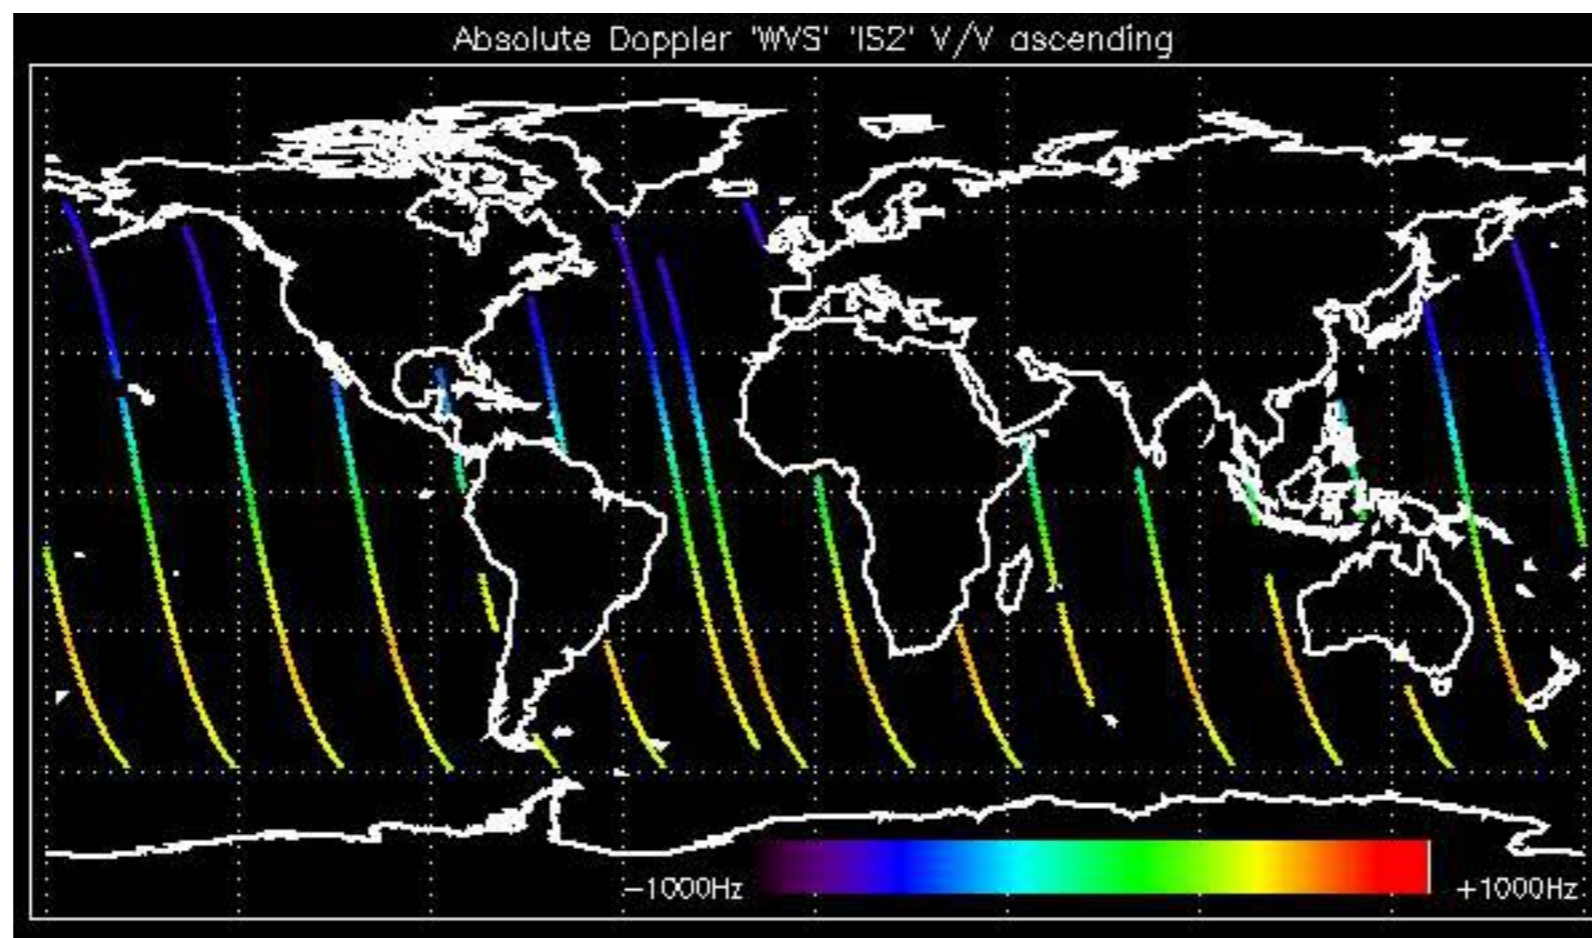 Absolute Doppler 'WVS' 'IS2' V/V ascending
-1000Hz +1000Hz